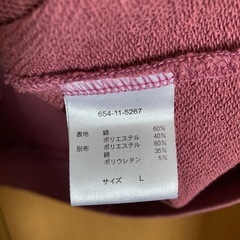 654-11-5267
表地 綿 60%
ポリエステル 40%
別布 ポリエステル 60%
綿 35%
ポリウレタン 5%
サイズ L